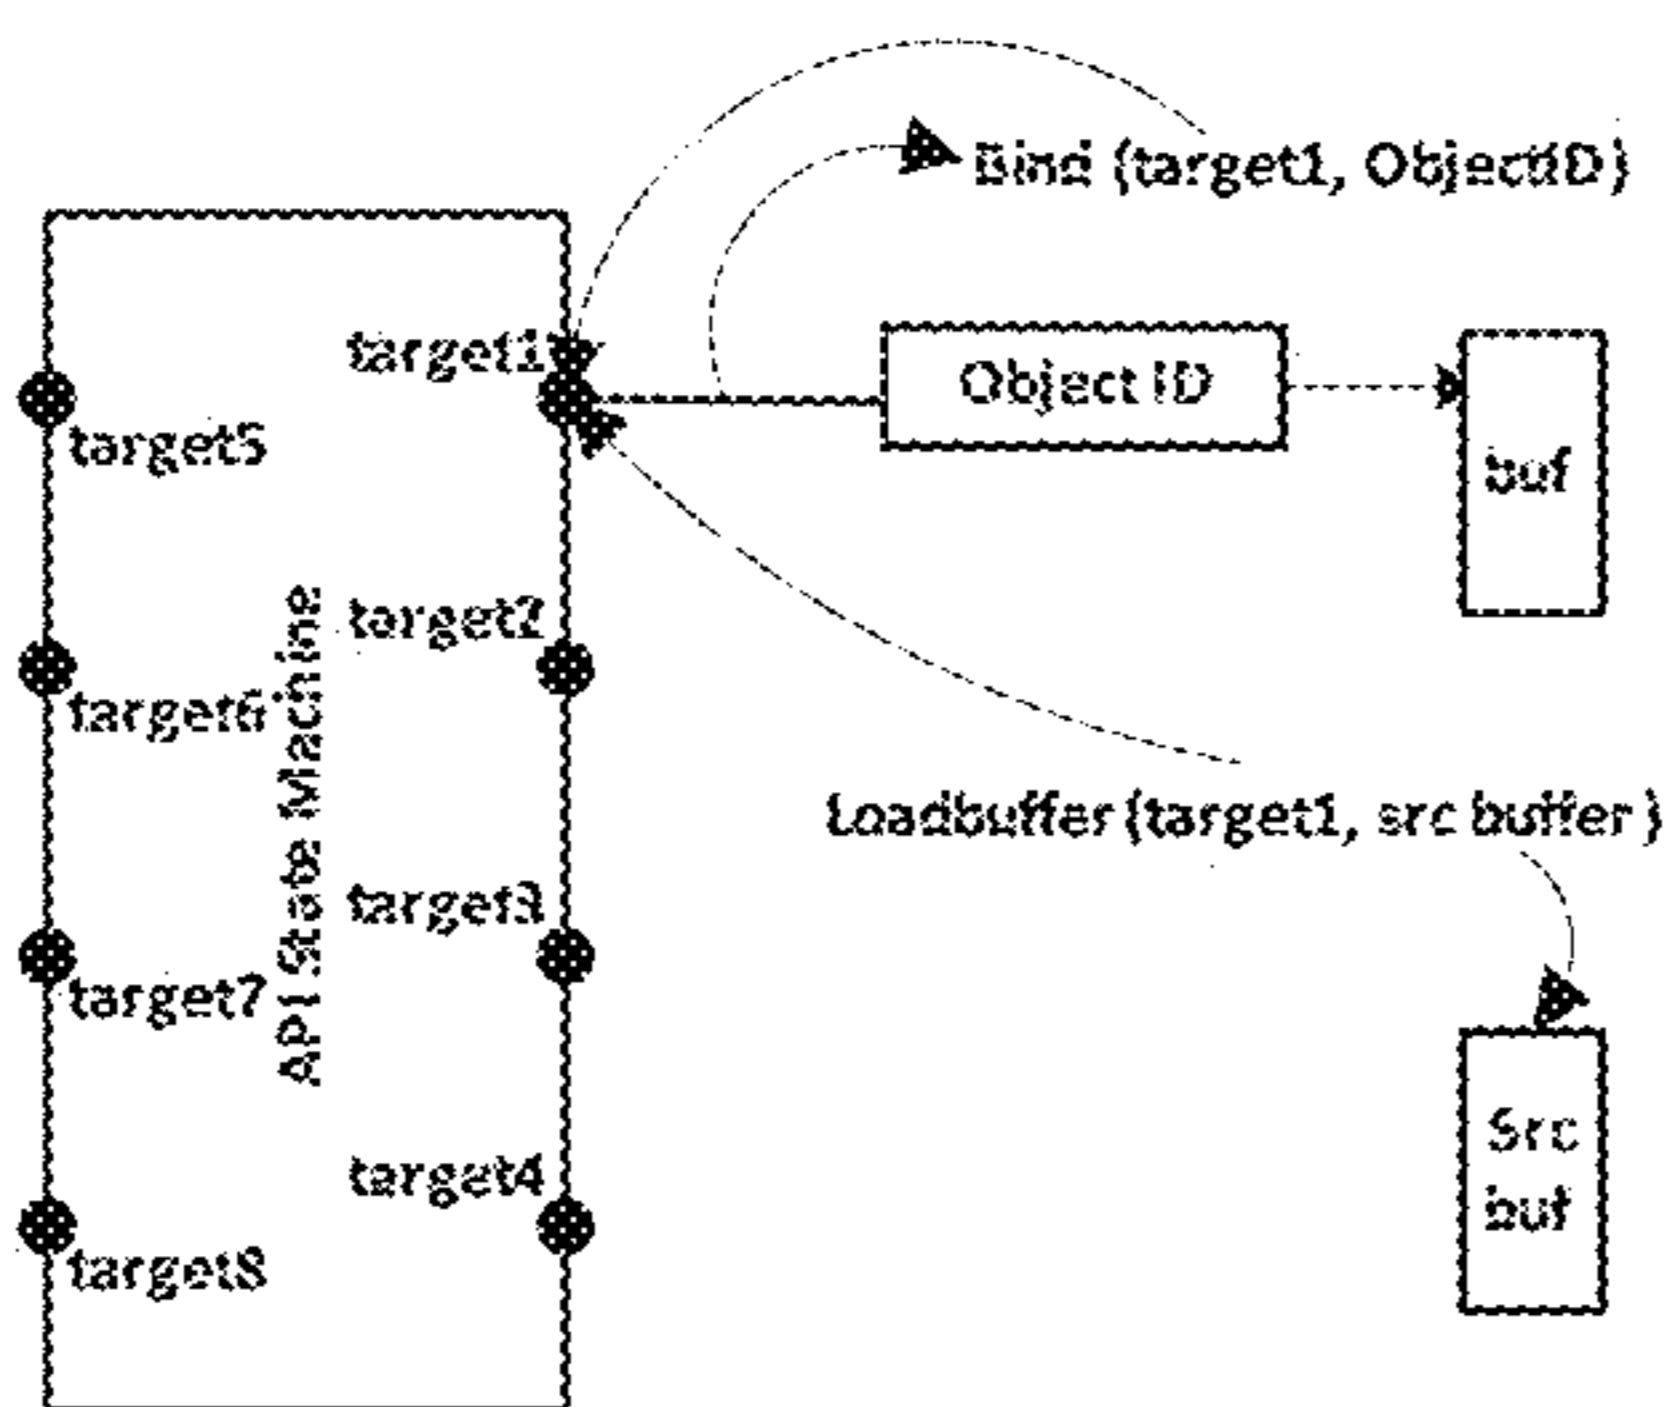 Bind (target1, ObjectID)
target1
Object ID
buf
target5
target2
target6
API State Machine
Loadbuffer (target1, src buffer)
target3
target7
Src
buf
target4
target8